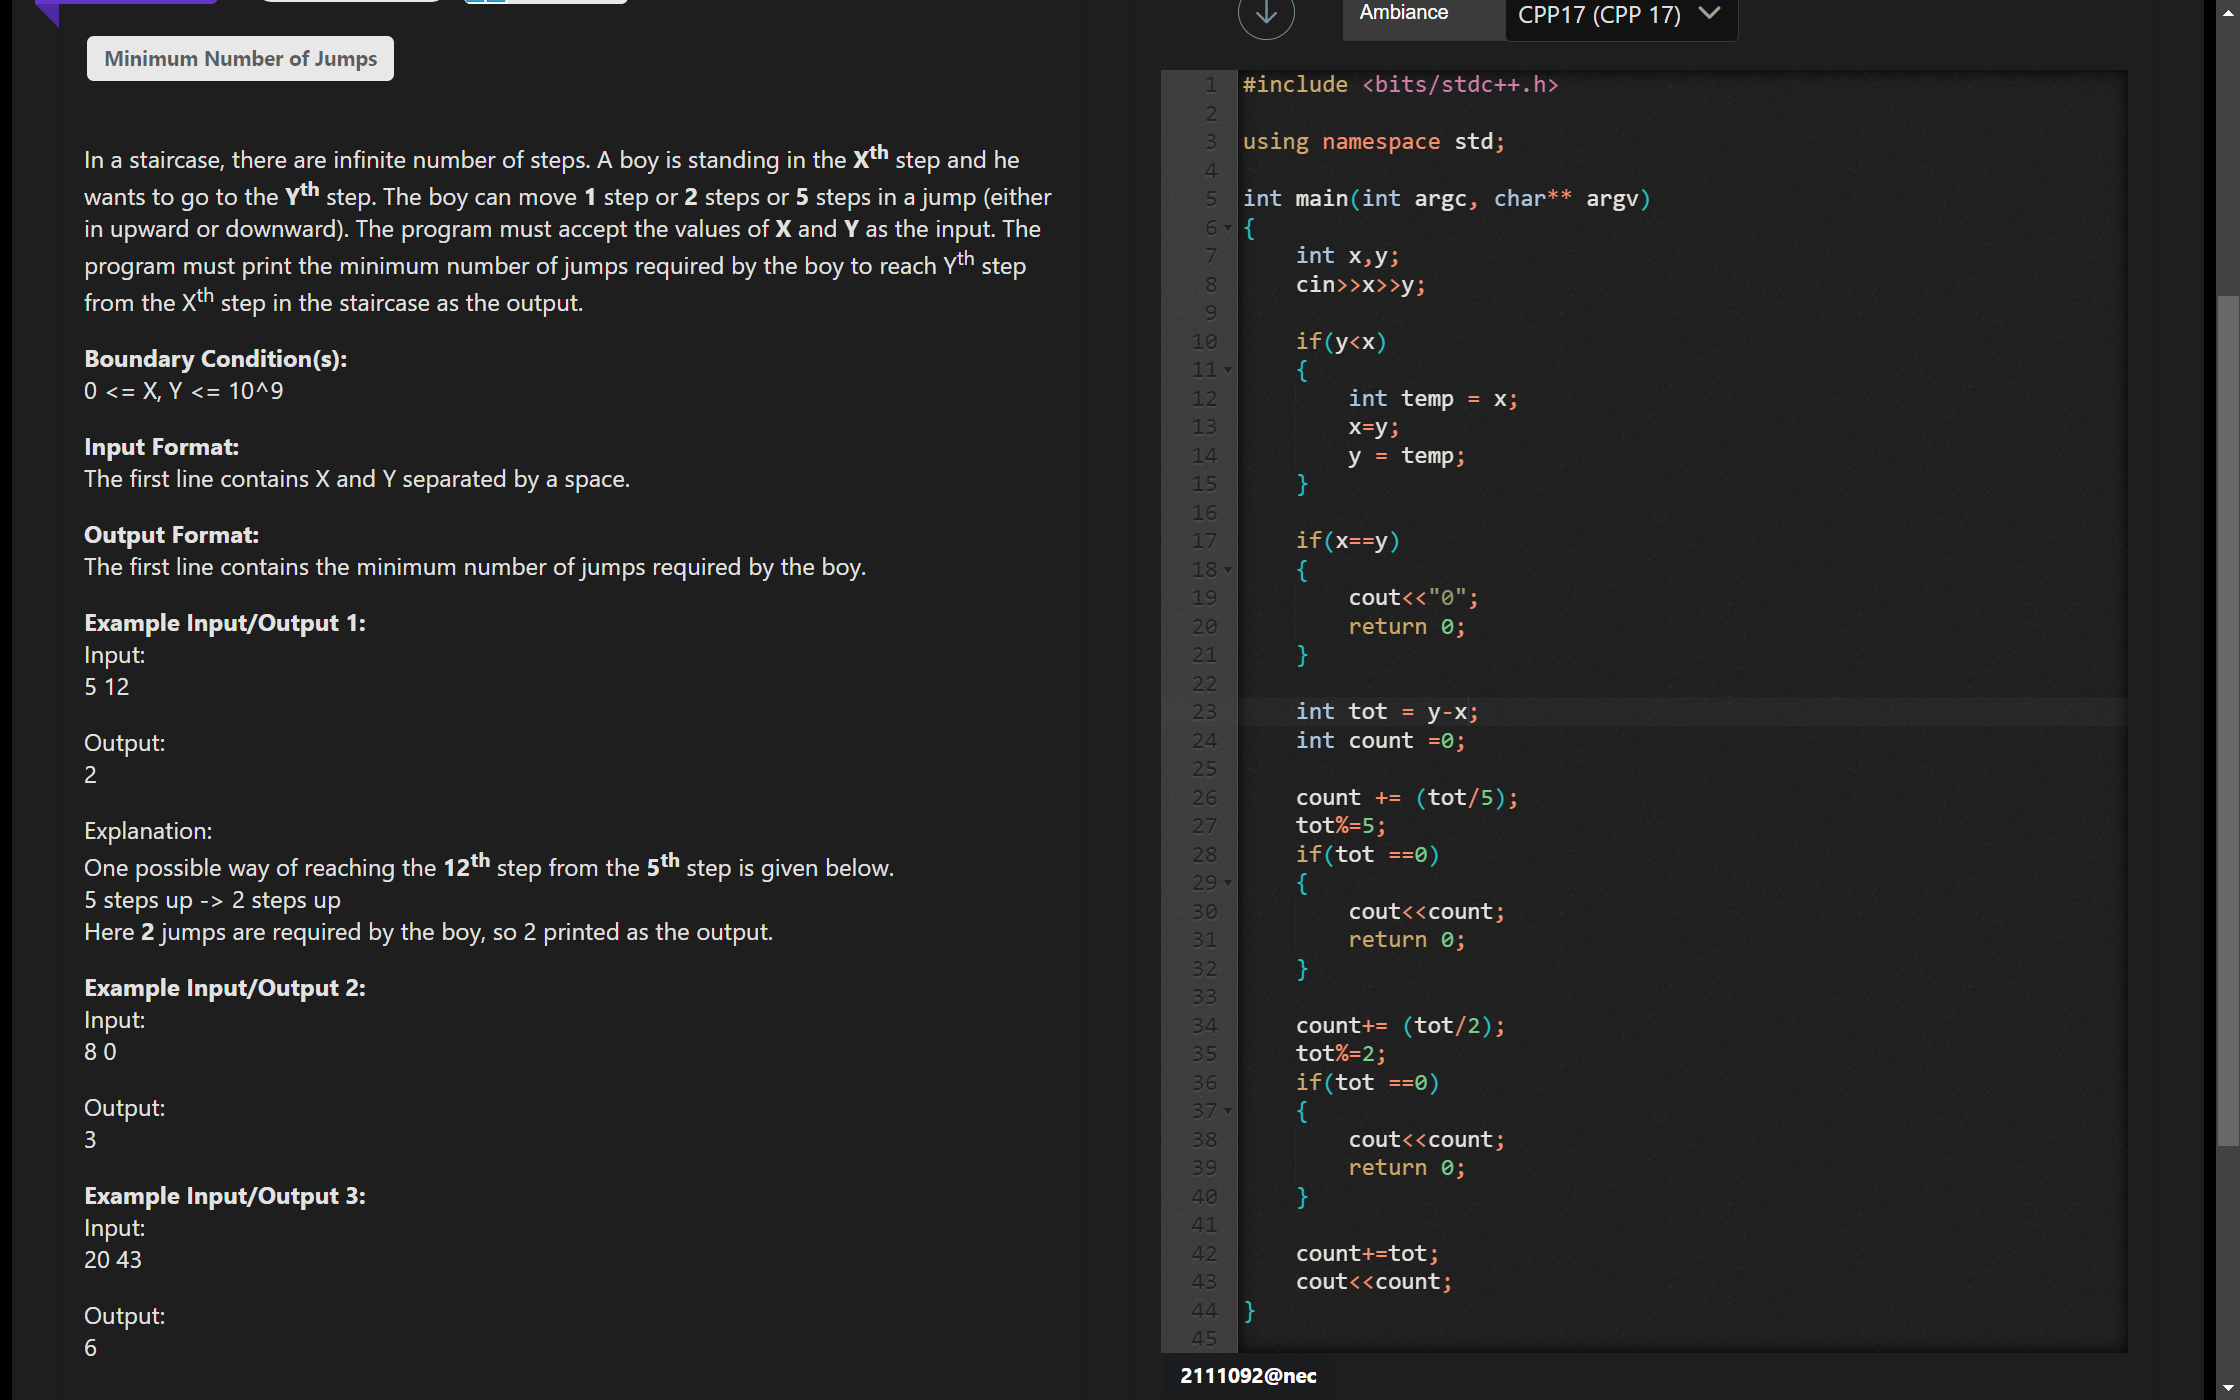 Minimum Number of Jumps
In a staircase, there are infinite number of steps. A boy is standing in the Xth step and he
wants to go to the Yth step. The boy can move 1 step or 2 steps or 5 steps in a jump (either
in upward or downward). The program must accept the values of X and Y as the input. The
program must print the minimum number of jumps required by the boy to reach Yth step
from the Xth step in the staircase as the output.
Boundary Condition(s):
0 <= X, Y <= 10^9
Input Format:
The first line contains X and Y separated by a space.
Output Format:
The first line contains the minimum number of jumps required by the boy.
Example Input/Output 1:
Input:
5 12
Output:
2
Explanation:
One possible way of reaching the 12th step from the 5th step is given below.
5 steps up -> 2 steps up
Here 2 jumps are required by the boy, so 2 printed as the output.
Example Input/Output 2:
Input:
8 0
Output:
3
Example Input/Output 3:
Input:
20 43
Output:
6
Ambiance
CPP17 (CPP 17)
1 #include <bits/stdc++.h>
2
3 using namespace std;
4
5 int main(int argc, char** argv)
6 {
7     int x,y;
8     cin>>x>>y;
9
10     if(y<x)
11     {
12         int temp = x;
13         x=y;
14         y = temp;
15     }
16
17     if(x==y)
18     {
19         cout<<"0";
20         return 0;
21     }
22
23     int tot = y-x;
24     int count =0;
25
26     count += (tot/5);
27     tot%=5;
28     if(tot ==0)
29     {
30         cout<<count;
31         return 0;
32     }
33
34     count+= (tot/2);
35     tot%=2;
36     if(tot ==0)
37     {
38         cout<<count;
39         return 0;
40     }
41
42     count+=tot;
43     cout<<count;
44 }
45
2111092@nec